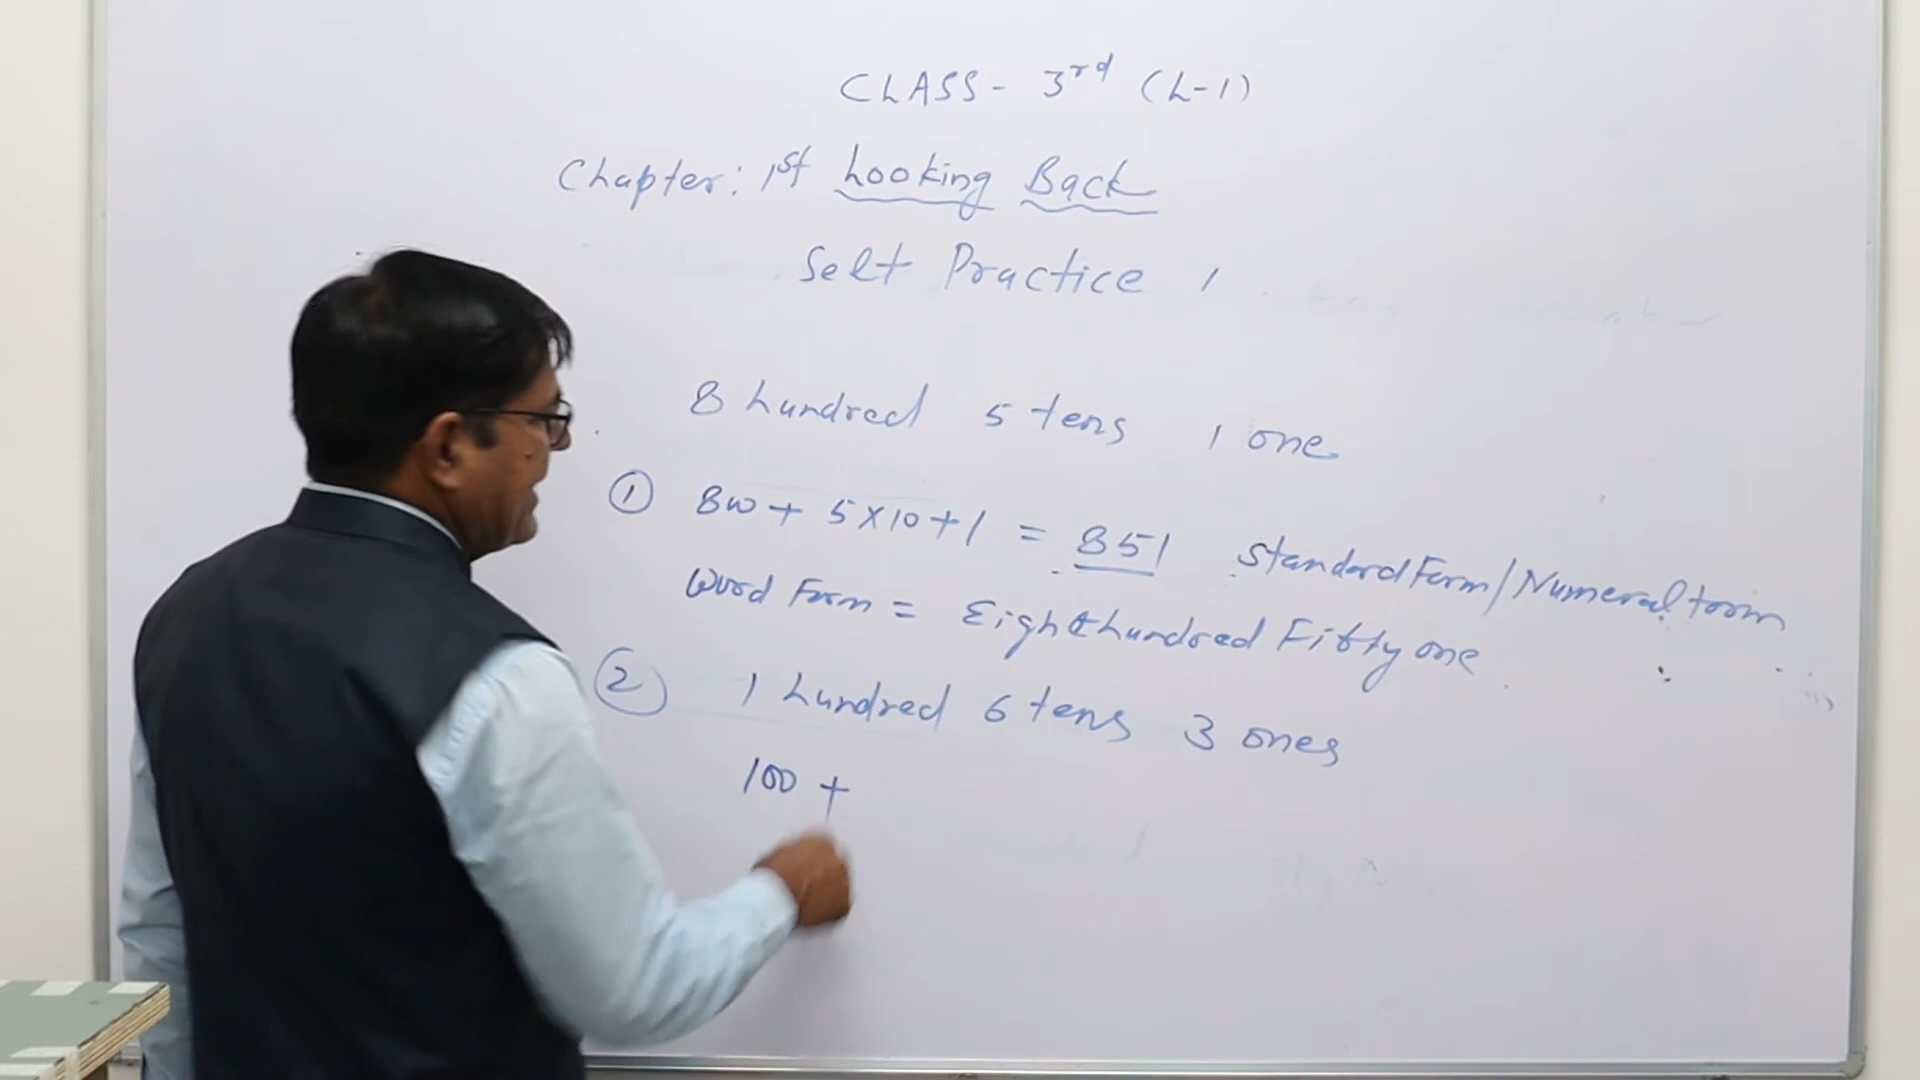 CLASS - 3rd (L-1)
Chapter: 1st Looking Back
Self Practice 1
8 hundred 5 tens 1 one
① 800 + 5×10+1 = 851 Standard Form/Numeral form
Word Form = Eight hundred Fifty one
② 1 hundred 6 tens 3 ones
100 +